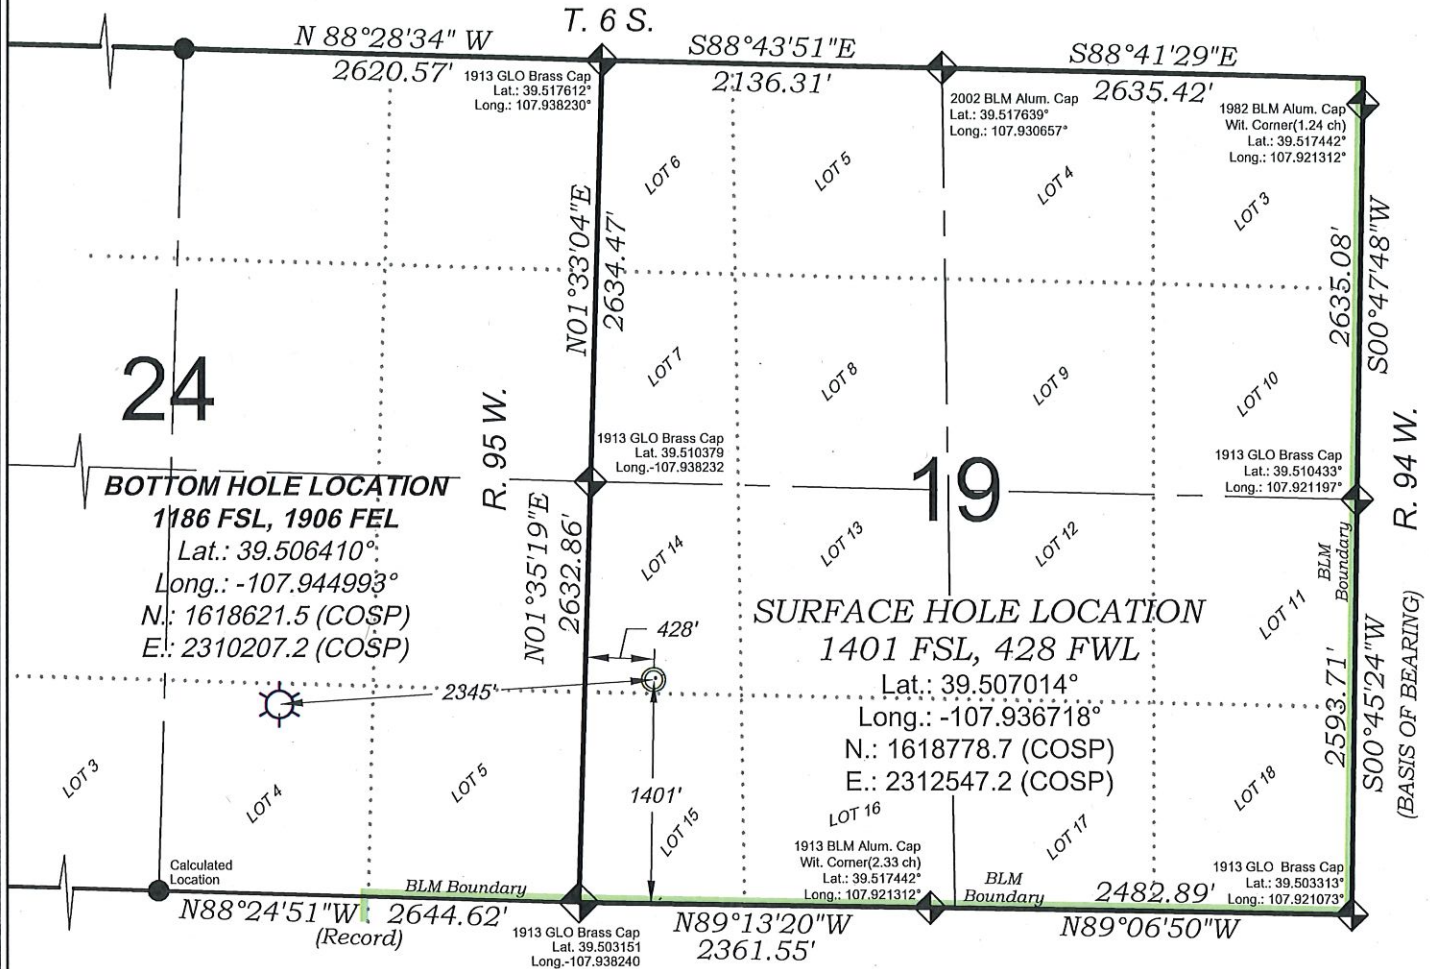 T. 6 S.
N 88°28'34" W
2620.57'
S88°43'51"E
2136.31'
S88°41'29"E
2635.42'
1913 GLO Brass Cap
Lat.: 39.517612°
Long.: 107.938230°
2002 BLM Alum. Cap
Lat.: 39.517639°
Long.: 107.930657°
1982 BLM Alum. Cap
Wit. Corner(1.24 ch)
Lat.: 39.517442°
Long.: 107.921312°
LOT 6
LOT 5
LOT 4
LOT 3
N01°33'04"E
2634.47'
2635.08'
S00°47'48"W
24
LOT 7
LOT 8
LOT 9
LOT 10
R. 95 W.
R. 94 W.
1913 GLO Brass Cap
Lat. 39.510379
Long.-107.938232
19
1913 GLO Brass Cap
Lat.: 39.510433°
Long.: 107.921197°
BOTTOM HOLE LOCATION
1186 FSL, 1906 FEL
Lat.: 39.506410°
Long.: -107.944993°
N.: 1618621.5 (COSP)
E.: 2310207.2 (COSP)
N01°35'19"E
2632.86'
LOT 14
LOT 13
LOT 12
LOT 11
BLM
Boundary
428'
SURFACE HOLE LOCATION
1401 FSL, 428 FWL
Lat.: 39.507014°
Long.: -107.936718°
N.: 1618778.7 (COSP)
E.: 2312547.2 (COSP)
2345'
2593.71'
S00°45'24"W
(BASIS OF BEARING)
LOT 3
LOT 4
LOT 5
1401'
LOT 15
LOT 16
LOT 17
LOT 18
Calculated
Location
BLM Boundary
1913 BLM Alum. Cap
Wit. Corner(2.33 ch)
Lat.: 39.517442°
Long.: 107.921312°
BLM
Boundary
1913 GLO Brass Cap
Lat.: 39.503313°
Long.: 107.921073°
N88°24'51"W
2644.62'
(Record)
1913 GLO Brass Cap
Lat. 39.503151
Long.-107.938240
N89°13'20"W
2361.55'
2482.89'
N89°06'50"W